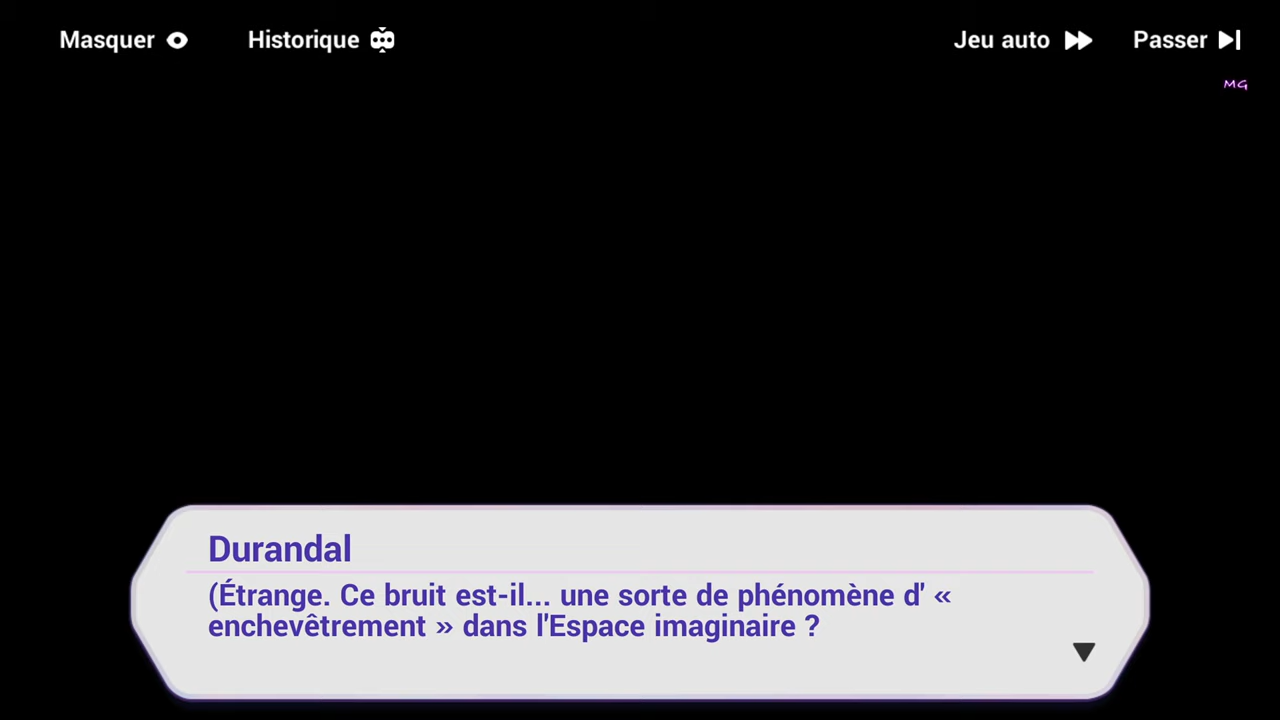 Masquer
Historique
Jeu auto
Passer
MG
Durandal
(Étrange. Ce bruit est-il... une sorte de phénomène d' «
enchevêtrement » dans l'Espace imaginaire ?